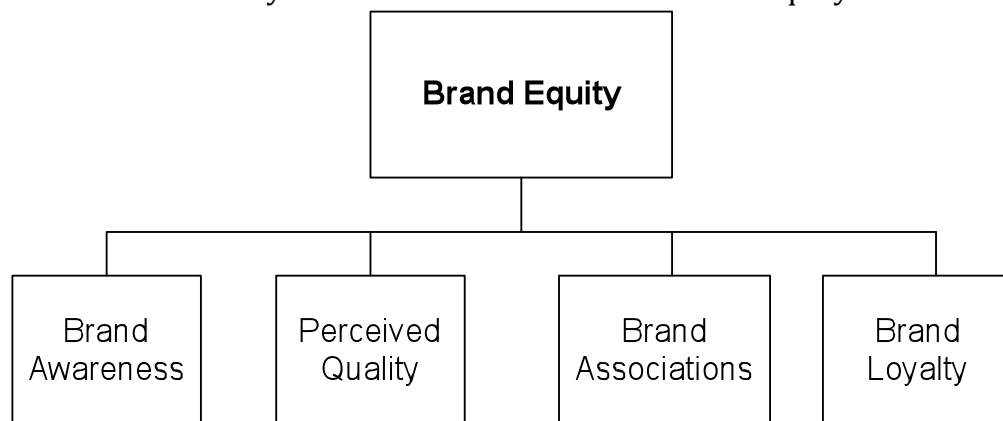 Brand Equity
Brand
Awareness
Perceived
Quality
Brand
Associations
Brand
Loyalty